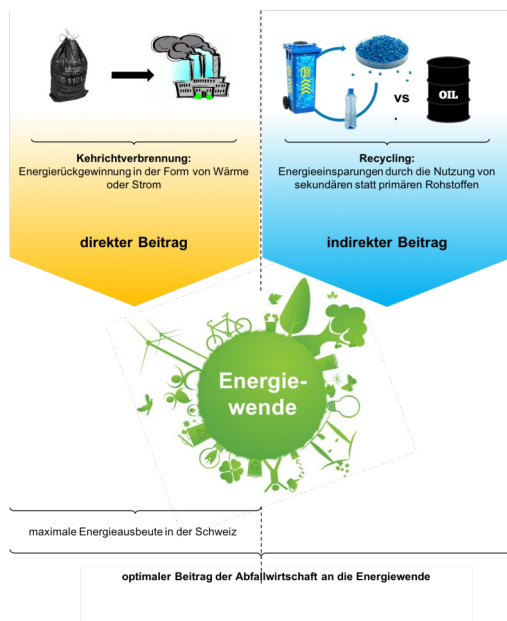 110L
VS
.
OIL
Kehrichtverbrennung:
Energierückgewinnung in der Form von Wärme
oder Strom
Recycling:
Energieeinsparungen durch die Nutzung von
sekundären statt primären Rohstoffen
direkter Beitrag
indirekter Beitrag
Energie-
wende
maximale Energieausbeute in der Schweiz
optimaler Beitrag der Abfallwirtschaft an die Energiewende